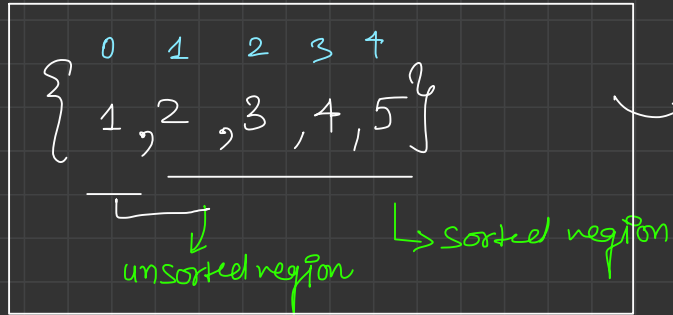 0 1 2 3 4
{ 1, 2, 3, 4, 5 }
sorted region
unsorted region